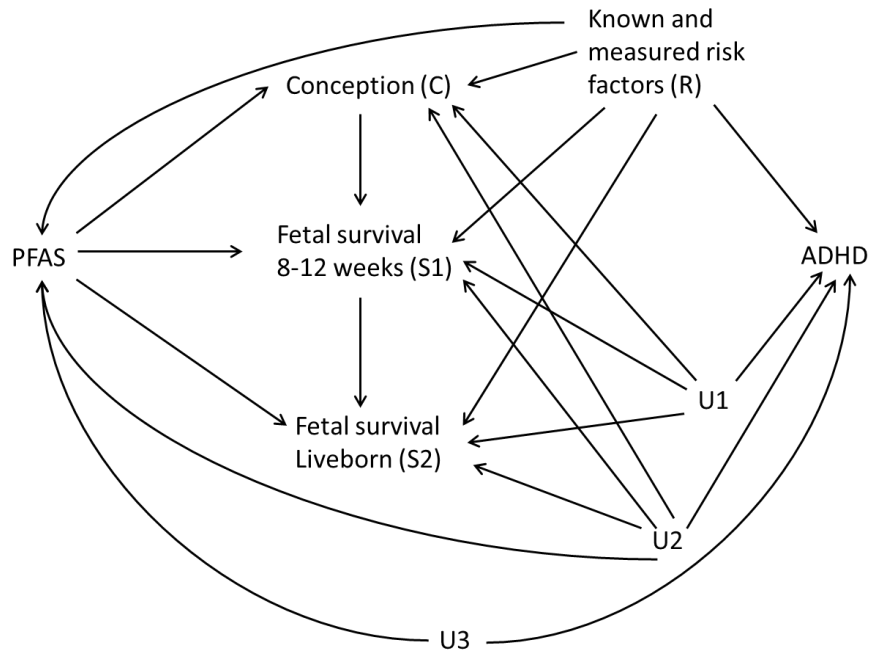 Known and
measured risk
factors (R)
Conception (C)
Fetal survival
8-12 weeks (S1)
PFAS
ADHD
U1
Fetal survival
Liveborn (S2)
U2
U3